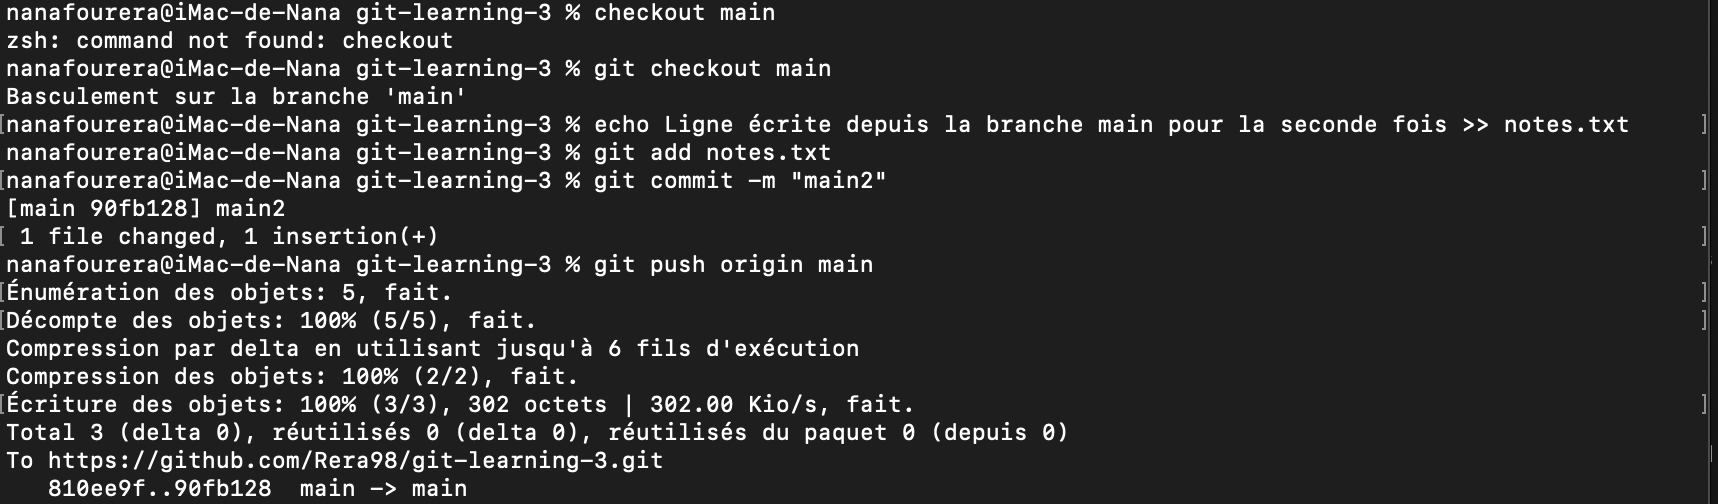 nanafourera@iMac-de-Nana git-learning-3 % checkout main
zsh: command not found: checkout
nanafourera@iMac-de-Nana git-learning-3 % git checkout main
Basculement sur la branche 'main'
[nanafourera@iMac-de-Nana git-learning-3 % echo Ligne écrite depuis la branche main pour la seconde fois >> notes.txt ]
nanafourera@iMac-de-Nana git-learning-3 % git add notes.txt
[nanafourera@iMac-de-Nana git-learning-3 % git commit -m "main2" ]
[main 90fb128] main2
[ 1 file changed, 1 insertion(+) ]
nanafourera@iMac-de-Nana git-learning-3 % git push origin main
[Énumération des objets: 5, fait. ]
[Décompte des objets: 100% (5/5), fait. ]
Compression par delta en utilisant jusqu'à 6 fils d'exécution
Compression des objets: 100% (2/2), fait.
[Écriture des objets: 100% (3/3), 302 octets | 302.00 Kio/s, fait. ]
Total 3 (delta 0), réutilisés 0 (delta 0), réutilisés du paquet 0 (depuis 0)
To https://github.com/Rera98/git-learning-3.git
   810ee9f..90fb128  main -> main